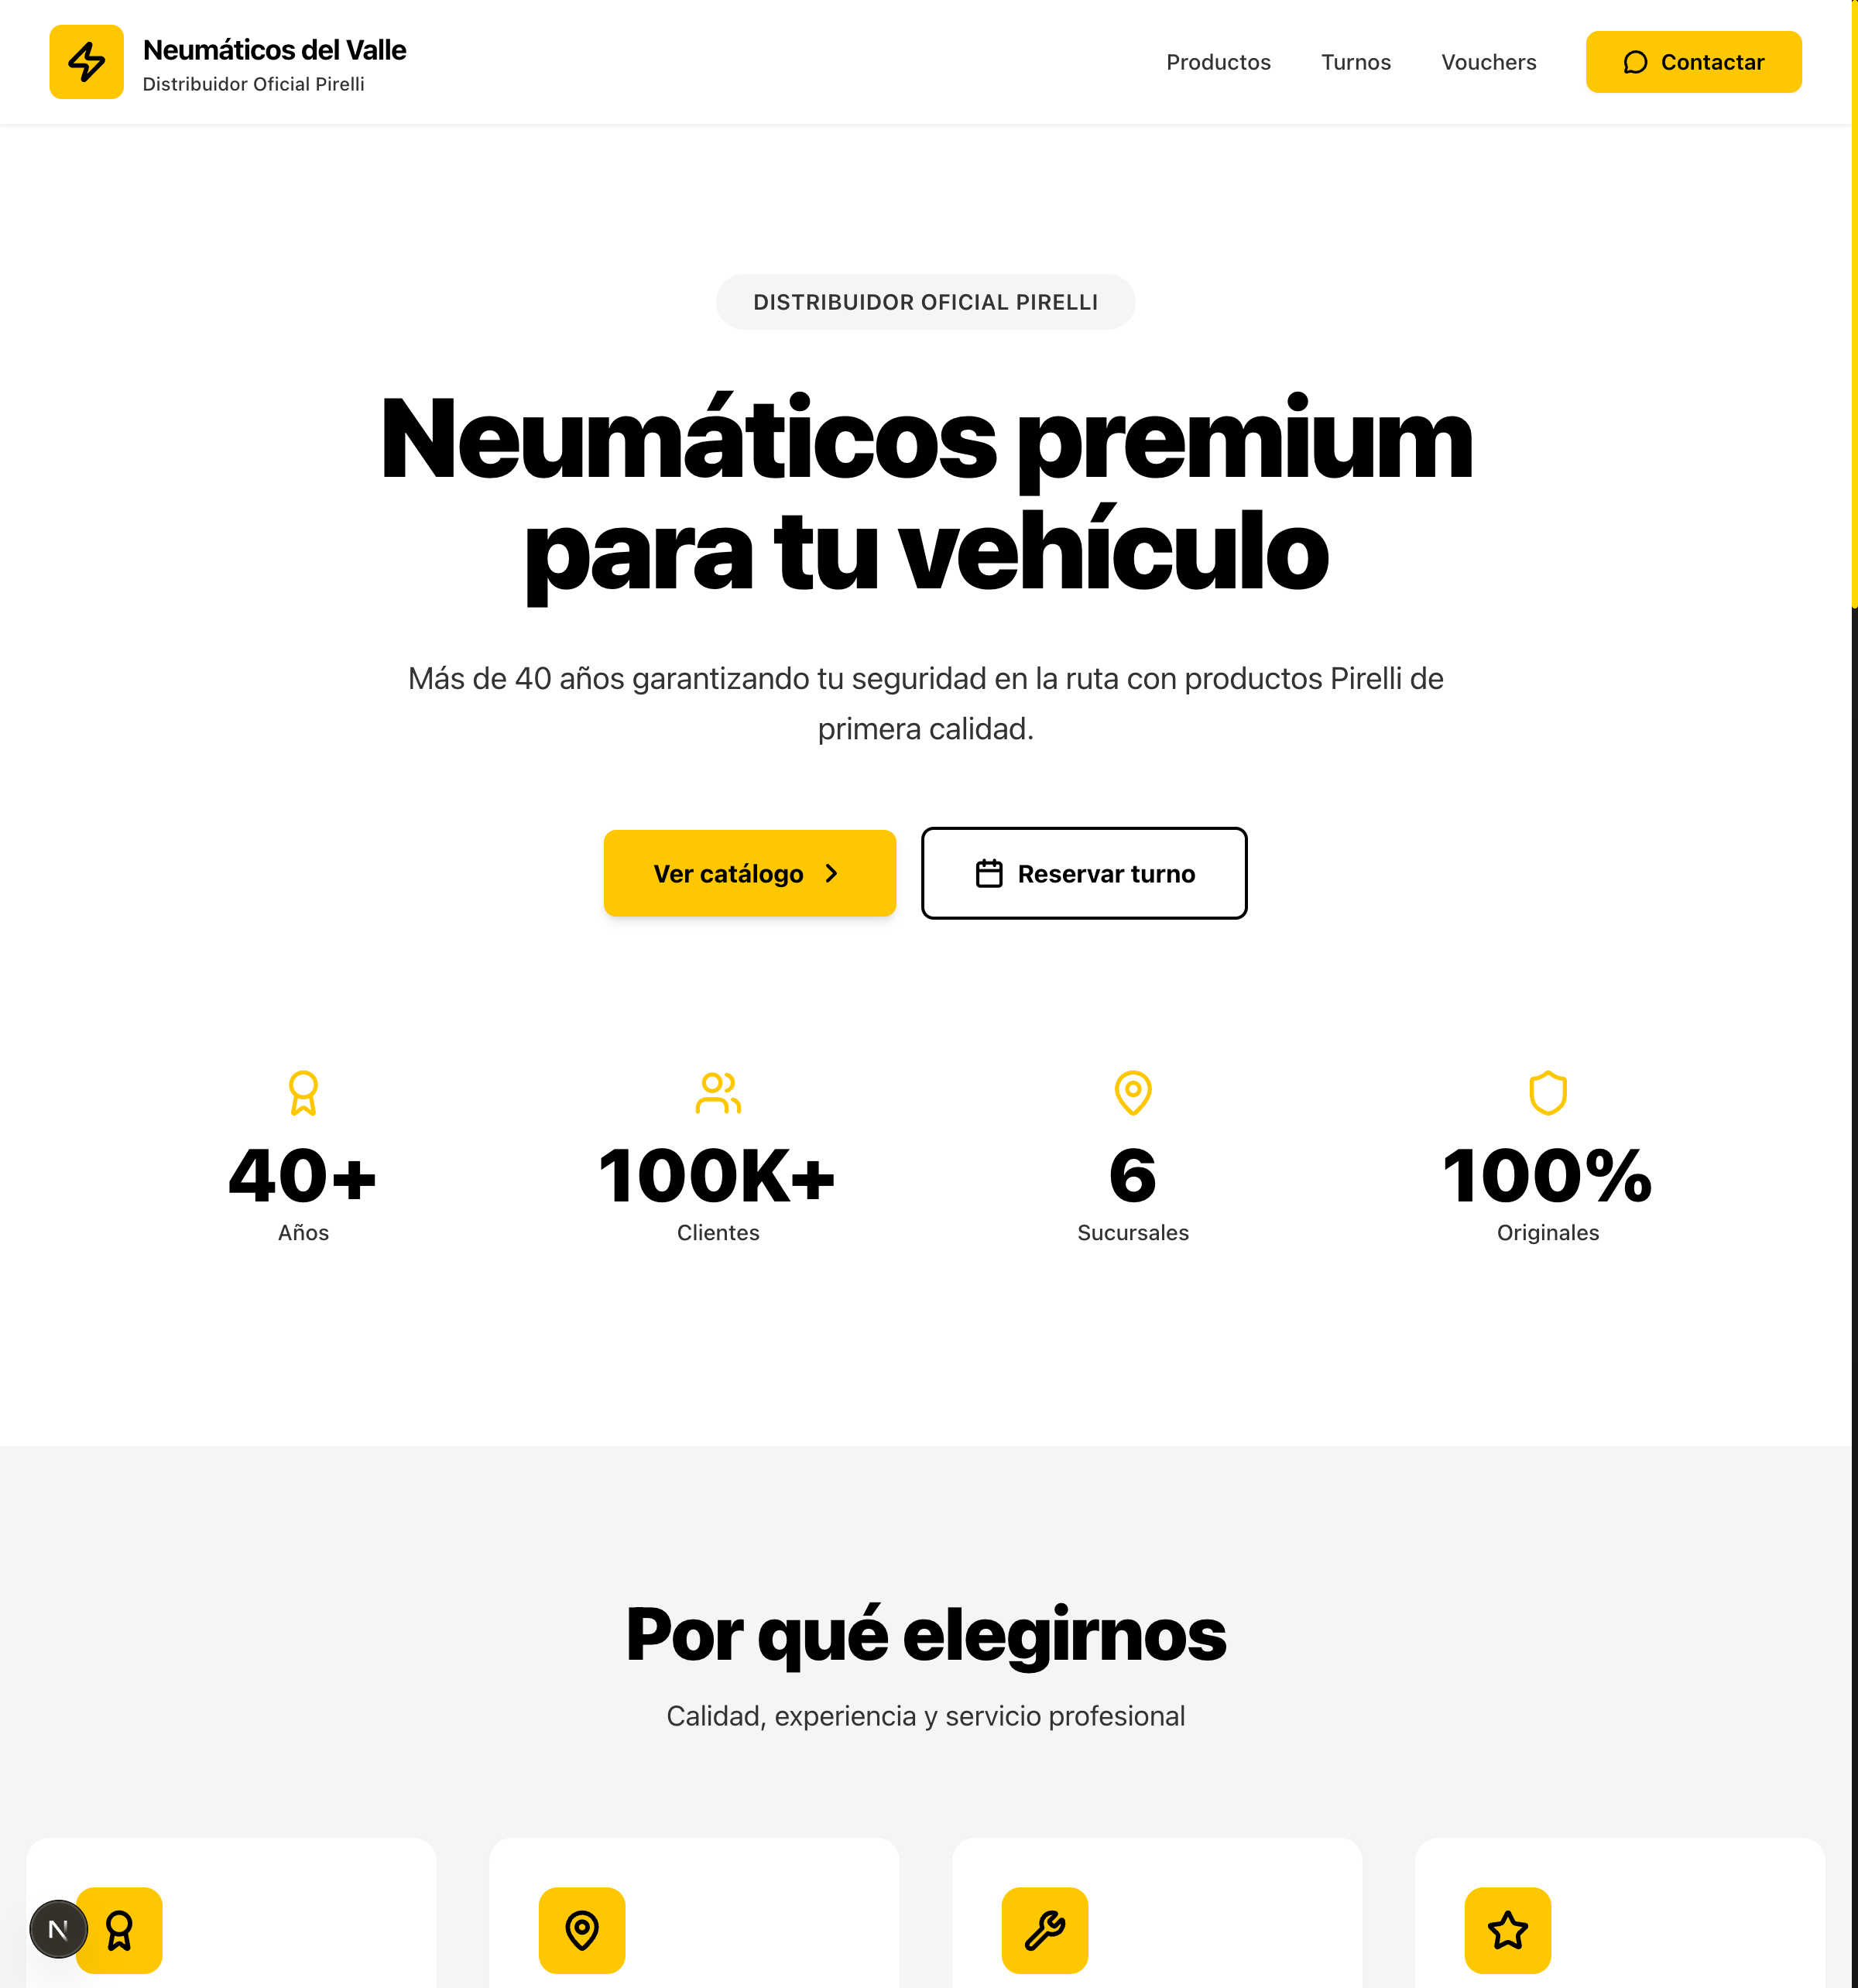 Neumáticos del Valle
Distribuidor Oficial Pirelli
Productos
Turnos
Vouchers
Contactar
DISTRIBUIDOR OFICIAL PIRELLI
Neumáticos premium
para tu vehículo
Más de 40 años garantizando tu seguridad en la ruta con productos Pirelli de
primera calidad.
Ver catálogo
Reservar turno
40+
Años
100K+
Clientes
6
Sucursales
100%
Originales
Por qué elegirnos
Calidad, experiencia y servicio profesional
N